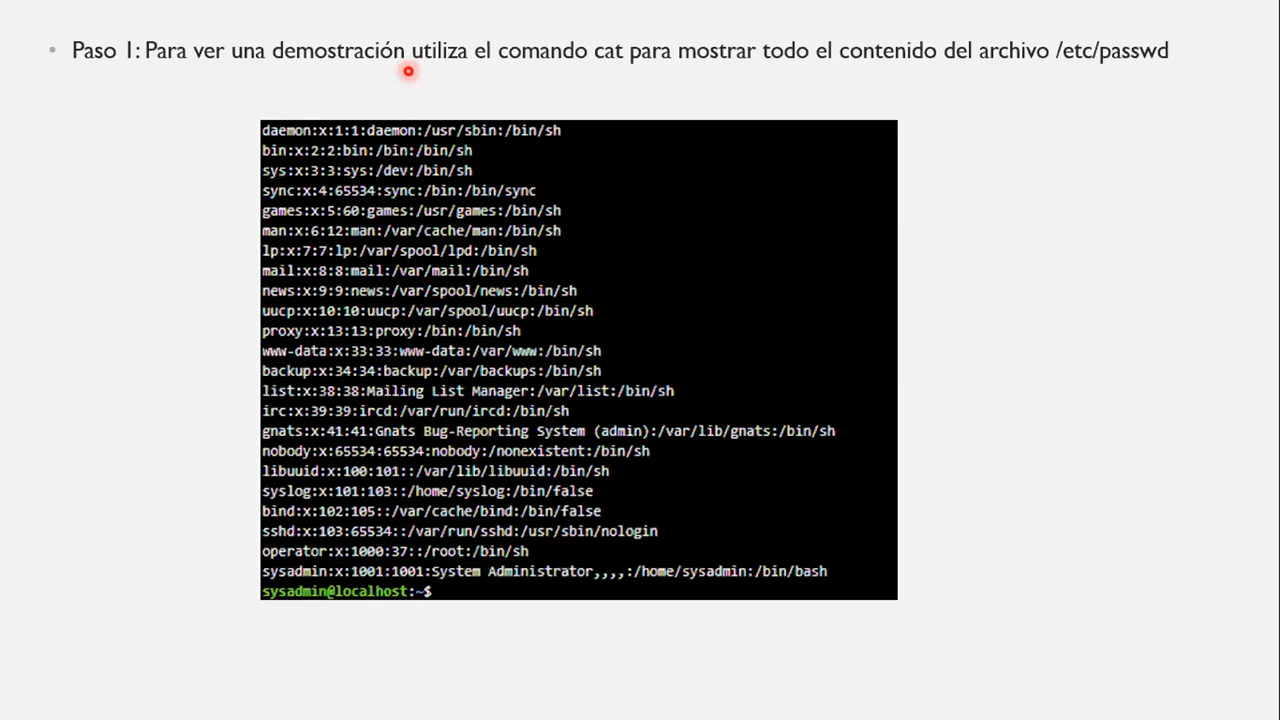 • Paso 1: Para ver una demostración utiliza el comando cat para mostrar todo el contenido del archivo /etc/passwd
daemon:x:1:1:daemon:/usr/sbin:/bin/sh
bin:x:2:2:bin:/bin:/bin/sh
sys:x:3:3:sys:/dev:/bin/sh
sync:x:4:65534:sync:/bin:/bin/sync
games:x:5:60:games:/usr/games:/bin/sh
man:x:6:12:man:/var/cache/man:/bin/sh
lp:x:7:7:lp:/var/spool/lpd:/bin/sh
mail:x:8:8:mail:/var/mail:/bin/sh
news:x:9:9:news:/var/spool/news:/bin/sh
uucp:x:10:10:uucp:/var/spool/uucp:/bin/sh
proxy:x:13:13:proxy:/bin:/bin/sh
www-data:x:33:33:www-data:/var/www:/bin/sh
backup:x:34:34:backup:/var/backups:/bin/sh
list:x:38:38:Mailing List Manager:/var/list:/bin/sh
irc:x:39:39:ircd:/var/run/ircd:/bin/sh
gnats:x:41:41:Gnats Bug-Reporting System (admin):/var/lib/gnats:/bin/sh
nobody:x:65534:65534:nobody:/nonexistent:/bin/sh
libuuid:x:100:101::/var/lib/libuuid:/bin/sh
syslog:x:101:103::/home/syslog:/bin/false
bind:x:102:105::/var/cache/bind:/bin/false
sshd:x:103:65534::/var/run/sshd:/usr/sbin/nologin
operator:x:1000:37::/root:/bin/sh
sysadmin:x:1001:1001:System Administrator,,,,:/home/sysadmin:/bin/bash
sysadmin@localhost:~$